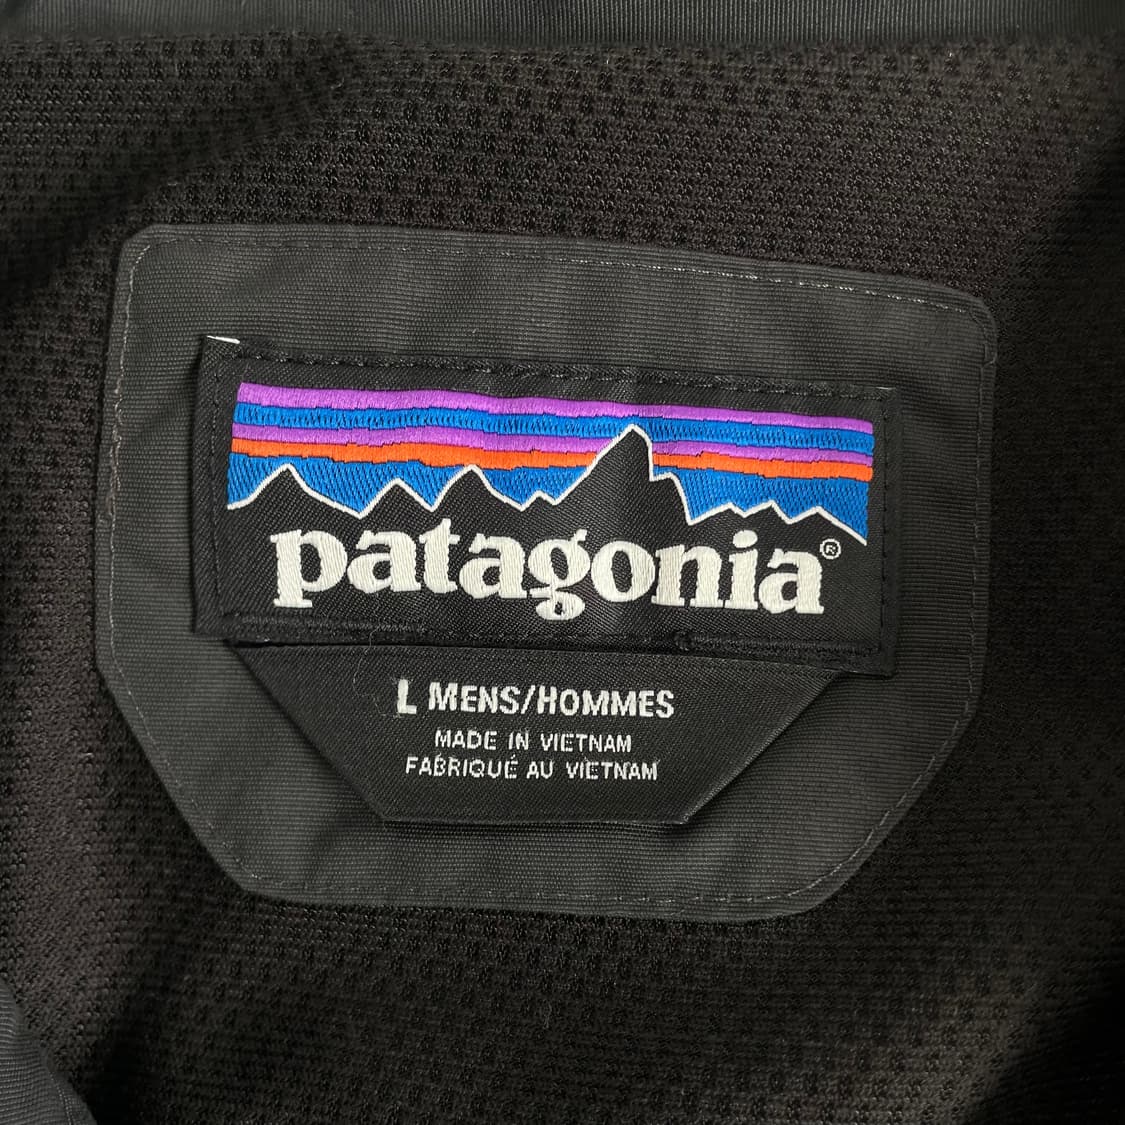 patagonia®
L MENS/HOMMES
MADE IN VIETNAM
FABRIQUÉ AU VIETNAM